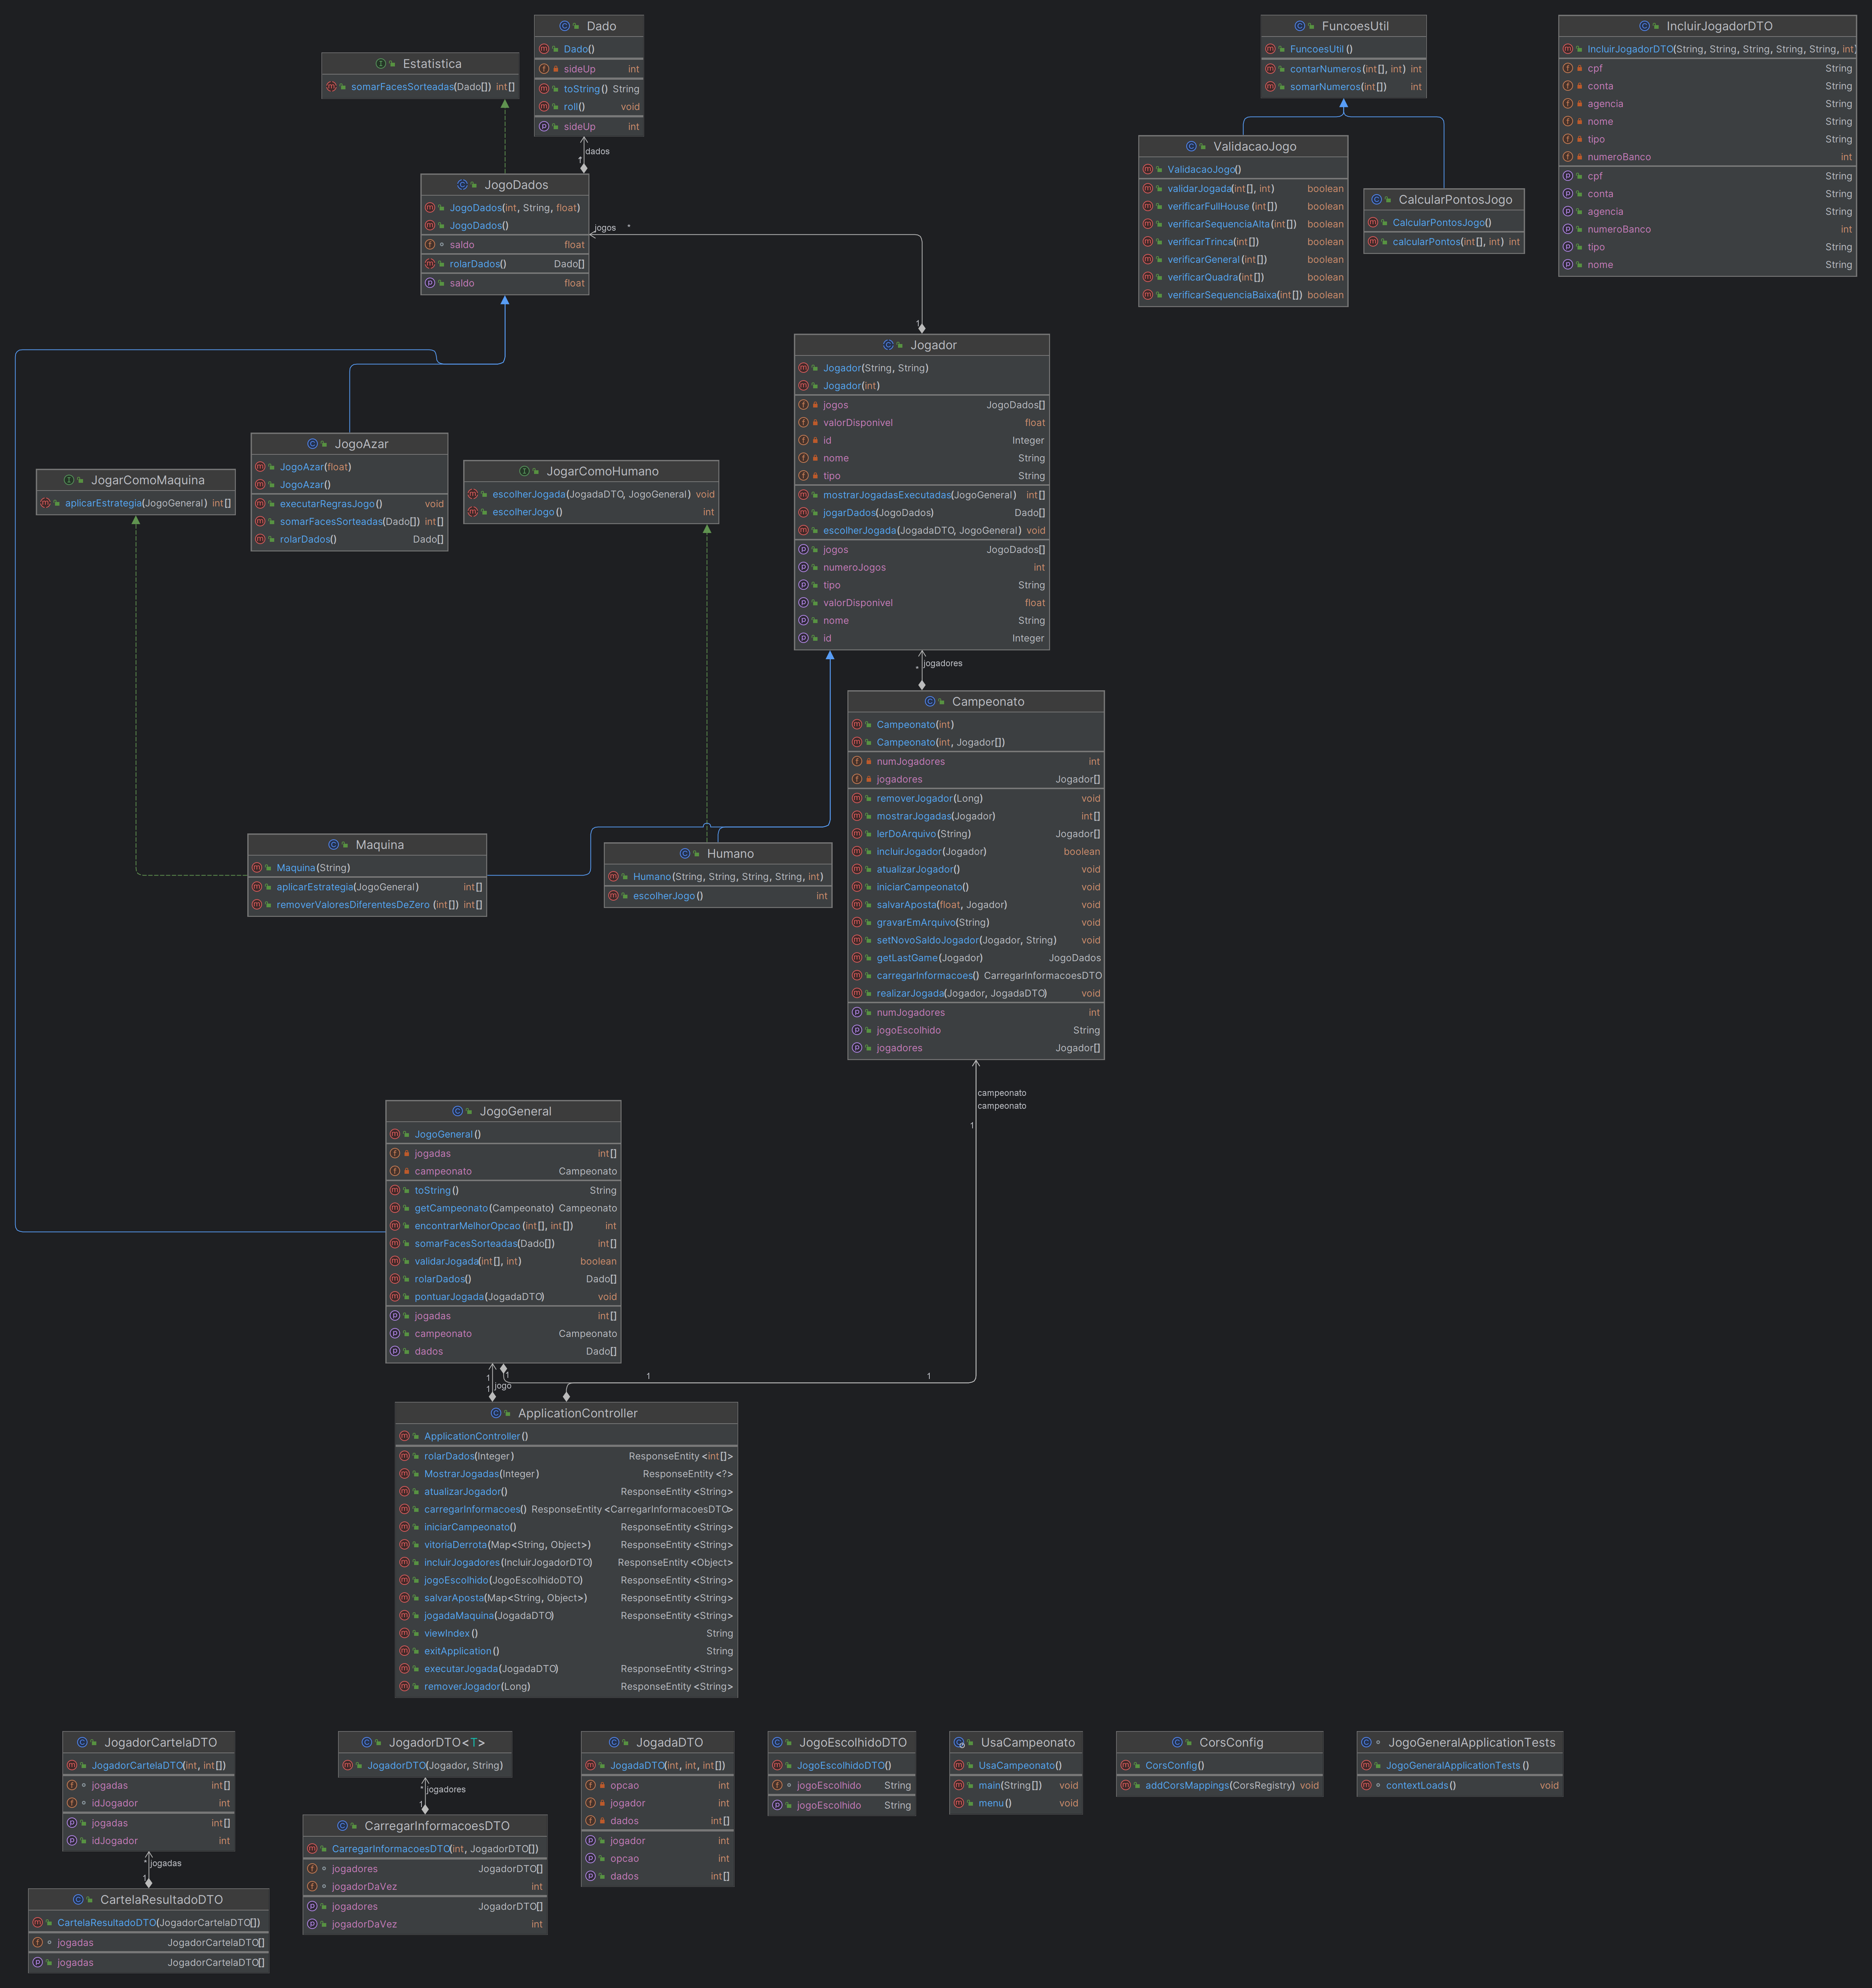 Dado
Dado()
sideUp int
toString() String
roll() void
sideUp int
Estatistica
somarFacesSorteadas(Dado[]) int[]
dados
1
JogoDados
JogoDados(int, String, float)
JogoDados()
saldo float
rolarDados() Dado[]
saldo float
FuncoesUtil
FuncoesUtil()
contarNumeros(int[], int) int
somarNumeros(int[]) int
ValidacaoJogo
ValidacaoJogo()
validarJogada(int[], int) boolean
verificarFullHouse(int[]) boolean
verificarSequenciaAlta(int[]) boolean
verificarTrinca(int[]) boolean
verificarGeneral(int[]) boolean
verificarQuadra(int[]) boolean
verificarSequenciaBaixa(int[]) boolean
CalcularPontosJogo
CalcularPontosJogo()
calcularPontos(int[], int) int
IncluirJogadorDTO
IncluirJogadorDTO(String, String, String, String, String, int)
cpf String
conta String
agencia String
nome String
tipo String
numeroBanco int
cpf String
conta String
agencia String
numeroBanco int
tipo String
nome String
jogos *
1
Jogador
Jogador(String, String)
Jogador(int)
jogos JogoDados[]
valorDisponivel float
id Integer
nome String
tipo String
mostrarJogadasExecutadas(JogoGeneral) int[]
jogarDados(JogoDados) Dado[]
escolherJogada(JogadaDTO, JogoGeneral) void
jogos JogoDados[]
numeroJogos int
tipo String
valorDisponivel float
nome String
id Integer
JogoAzar
JogoAzar(float)
JogoAzar()
executarRegrasJogo() void
somarFacesSorteadas(Dado[]) int[]
rolarDados() Dado[]
JogarComoMaquina
aplicarEstrategia(JogoGeneral) int[]
JogarComoHumano
escolherJogada(JogadaDTO, JogoGeneral) void
escolherJogo() int
jogadores
*
Campeonato
Campeonato(int)
Campeonato(int, Jogador[])
numJogadores int
jogadores Jogador[]
removerJogador(Long) void
mostrarJogadas(Jogador) int[]
lerDoArquivo(String) Jogador[]
incluirJogador(Jogador) boolean
atualizarJogador() void
iniciarCampeonato() void
salvarAposta(float, Jogador) void
gravarEmArquivo(String) void
setNovoSaldoJogador(Jogador, String) void
getLastGame(Jogador) JogoDados
carregarInformacoes() CarregarInformacoesDTO
realizarJogada(Jogador, JogadaDTO) void
numJogadores int
jogoEscolhido String
jogadores Jogador[]
Maquina
Maquina(String)
aplicarEstrategia(JogoGeneral) int[]
removerValoresDiferentesDeZero(int[]) int[]
Humano
Humano(String, String, String, String, int)
escolherJogo() int
campeonato
campeonato
1
JogoGeneral
JogoGeneral()
jogadas int[]
campeonato Campeonato
toString() String
getCampeonato(Campeonato) Campeonato
encontrarMelhorOpcao(int[], int[]) int
somarFacesSorteadas(Dado[]) int[]
validarJogada(int[], int) boolean
rolarDados() Dado[]
pontuarJogada(JogadaDTO) void
jogadas int[]
campeonato Campeonato
dados Dado[]
1 1 1 1
1 jogo
ApplicationController
ApplicationController()
rolarDados(Integer) ResponseEntity<int[]>
MostrarJogadas(Integer) ResponseEntity<?>
atualizarJogador() ResponseEntity<String>
carregarInformacoes() ResponseEntity<CarregarInformacoesDTO>
iniciarCampeonato() ResponseEntity<String>
vitoriaDerrota(Map<String, Object>) ResponseEntity<String>
incluirJogadores(IncluirJogadorDTO) ResponseEntity<Object>
jogoEscolhido(JogoEscolhidoDTO) ResponseEntity<String>
salvarAposta(Map<String, Object>) ResponseEntity<String>
jogadaMaquina(JogadaDTO) ResponseEntity<String>
viewIndex() String
exitApplication() String
executarJogada(JogadaDTO) ResponseEntity<String>
removerJogador(Long) ResponseEntity<String>
JogadorCartelaDTO
JogadorCartelaDTO(int, int[])
jogadas int[]
idJogador int
jogadas int[]
idJogador int
* jogadas
1
CartelaResultadoDTO
CartelaResultadoDTO(JogadorCartelaDTO[])
jogadas JogadorCartelaDTO[]
jogadas JogadorCartelaDTO[]
JogadorDTO<T>
JogadorDTO(Jogador, String)
* jogadores
1
CarregarInformacoesDTO
CarregarInformacoesDTO(int, JogadorDTO[])
jogadores JogadorDTO[]
jogadorDaVez int
jogadores JogadorDTO[]
jogadorDaVez int
JogadaDTO
JogadaDTO(int, int, int[])
opcao int
jogador int
dados int[]
jogador int
opcao int
dados int[]
JogoEscolhidoDTO
JogoEscolhidoDTO()
jogoEscolhido String
jogoEscolhido String
UsaCampeonato
UsaCampeonato()
main(String[]) void
menu() void
CorsConfig
CorsConfig()
addCorsMappings(CorsRegistry) void
JogoGeneralApplicationTests
JogoGeneralApplicationTests()
contextLoads() void